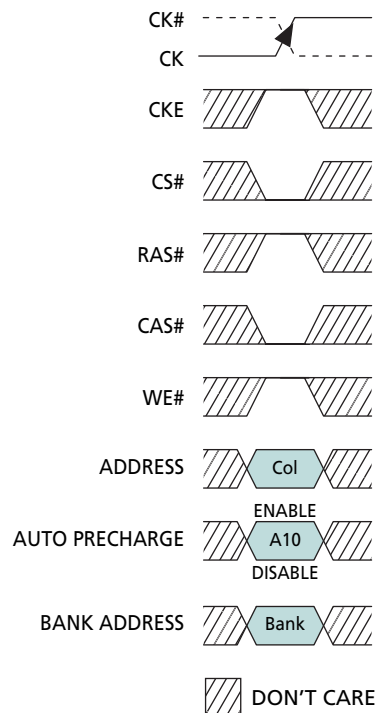 CK#
CK
CKE
CS#
RAS#
CAS#
WE#
ADDRESS
Col
ENABLE
AUTO PRECHARGE
A10
DISABLE
BANK ADDRESS
Bank
DON'T CARE